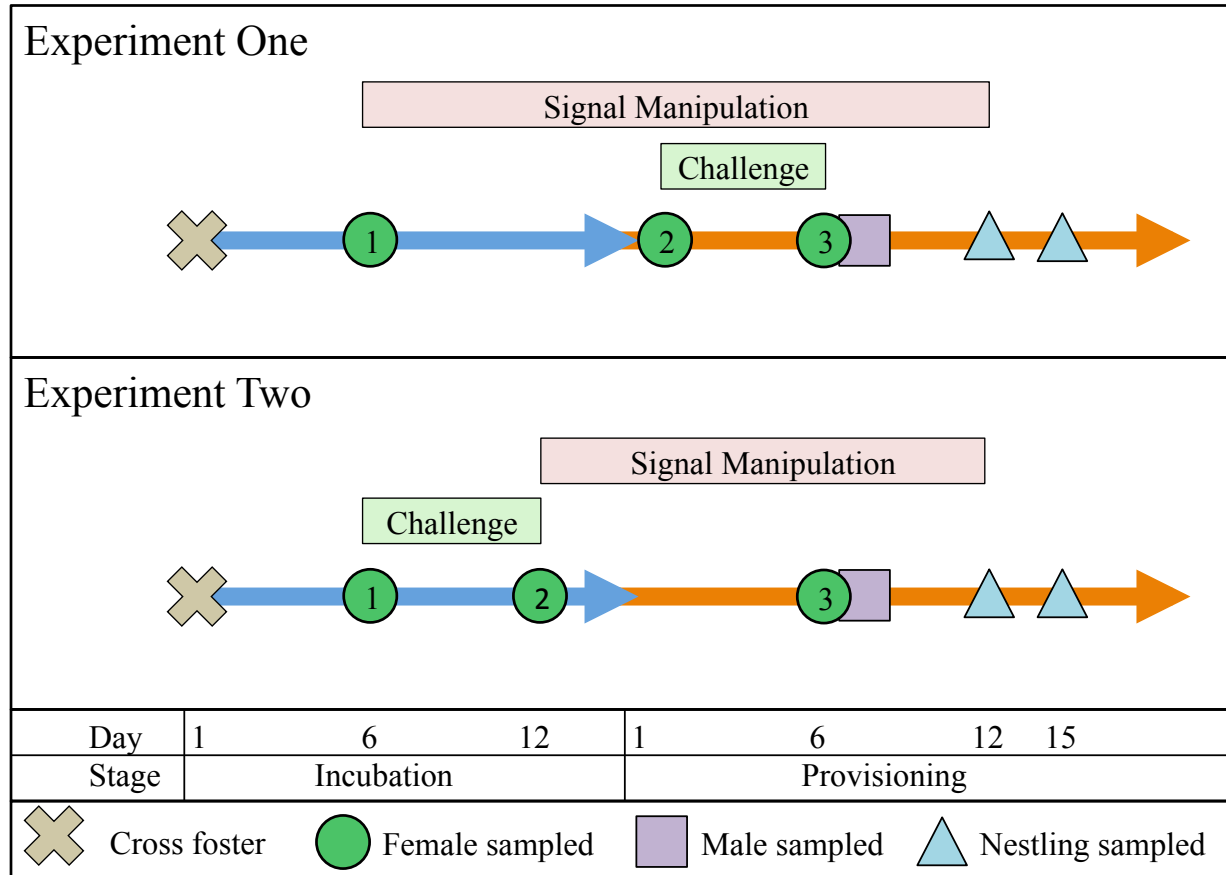 Experiment One
Signal Manipulation
Challenge
1 2 3
Experiment Two
Signal Manipulation
Challenge
1 2 3
Day 1 6 12 1 6 12 15
Stage Incubation Provisioning
Cross foster Female sampled Male sampled Nestling sampled